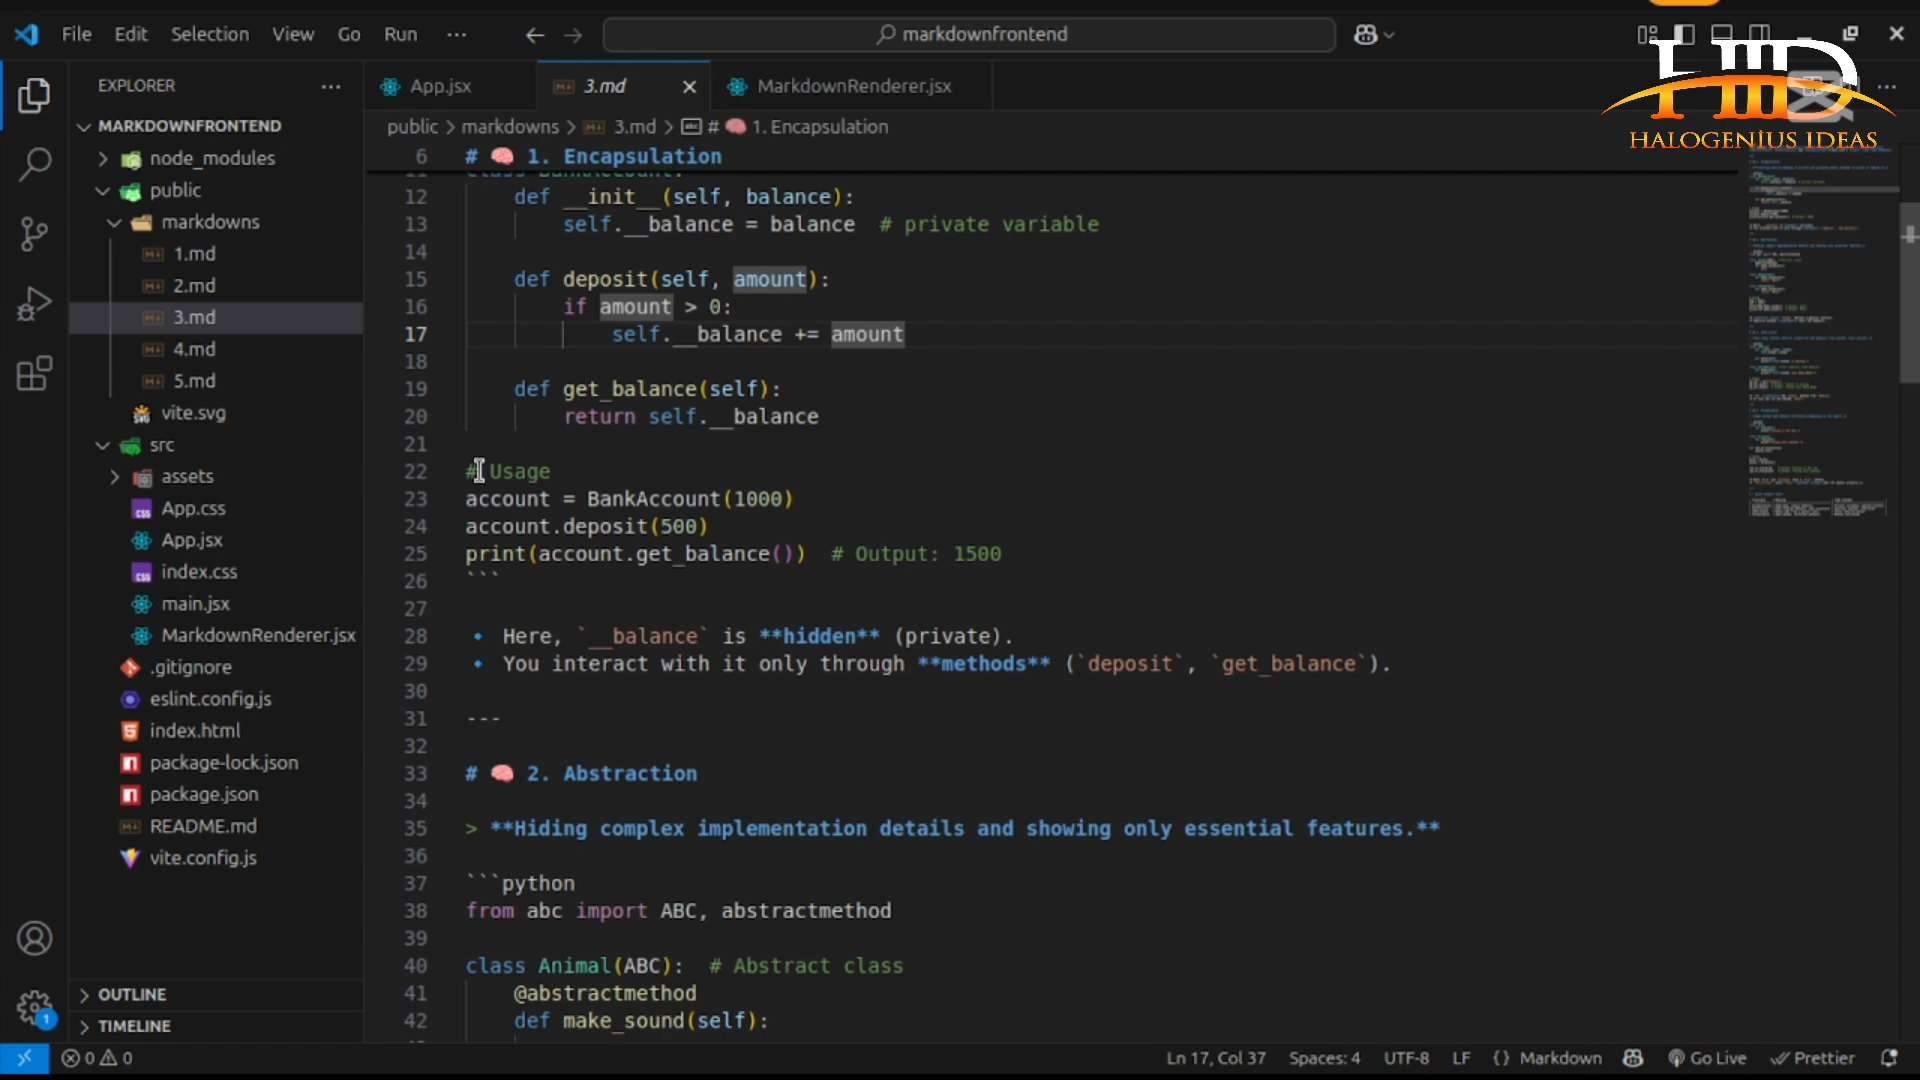 File Edit Selection View Go Run ··· markdownfrontend
HIID
HALOGENIUS IDEAS
EXPLORER
MARKDOWNFRONTEND
node_modules
public
markdowns
1.md
2.md
3.md
4.md
5.md
vite.svg
src
assets
App.css
App.jsx
index.css
main.jsx
MarkdownRenderer.jsx
.gitignore
eslint.config.js
index.html
package-lock.json
package.json
README.md
vite.config.js
OUTLINE
TIMELINE
App.jsx 3.md MarkdownRenderer.jsx
public > markdowns > 3.md > # 🧠 1. Encapsulation
6 # 🧠 1. Encapsulation
11 class BankAccount:
12 def __init__(self, balance):
13 self.__balance = balance # private variable
14
15 def deposit(self, amount):
16 if amount > 0:
17 self.__balance += amount
18
19 def get_balance(self):
20 return self.__balance
21
22 # Usage
23 account = BankAccount(1000)
24 account.deposit(500)
25 print(account.get_balance()) # Output: 1500
26 ```
27
28 🔹 Here, `__balance` is **hidden** (private).
29 🔹 You interact with it only through **methods** (`deposit`, `get_balance`).
30
31 ---
32
33 # 🧠 2. Abstraction
34
35 > **Hiding complex implementation details and showing only essential features.**
36
37 ```python
38 from abc import ABC, abstractmethod
39
40 class Animal(ABC): # Abstract class
41 @abstractmethod
42 def make_sound(self):
1
0 0 Ln 17, Col 37 Spaces: 4 UTF-8 LF {} Markdown Go Live Prettier